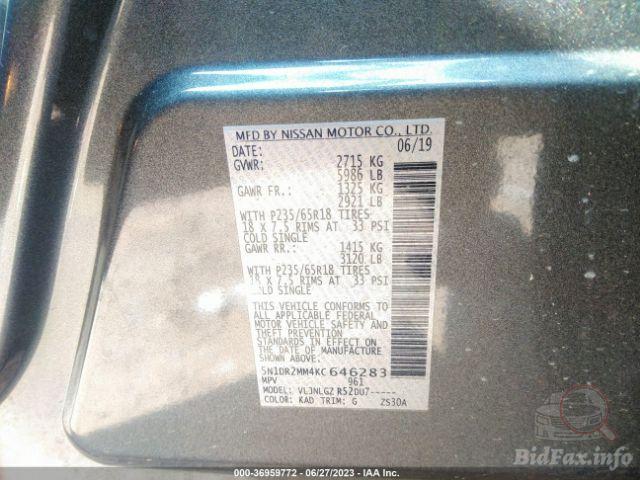 MFD BY NISSAN MOTOR CO., LTD.
DATE: 06/19
GVWR: 2715 KG
5986 LB
GAWR FR.: 1325 KG
2921 LB
WITH P235/65R18 TIRES
18 X 7.5 RIMS AT 33 PSI
COLD SINGLE
GAWR RR.: 1415 KG
3120 LB
WITH P235/65R18 TIRES
18 X 7.5 RIMS AT 33 PSI
COLD SINGLE
THIS VEHICLE CONFORMS TO
ALL APPLICABLE FEDERAL
MOTOR VEHICLE SAFETY AND
THEFT PREVENTION
STANDARDS IN EFFECT ON
THE DATE OF MANUFACTURE
SHOWN ABOVE.
5N1DR2MM4KC646283
MPV 961
MODEL: VLJNLGZ R52DU7-----
COLOR: KAD TRIM: G ZS30A
BidFax.info
000-36959772 - 06/27/2023 - IAA Inc.